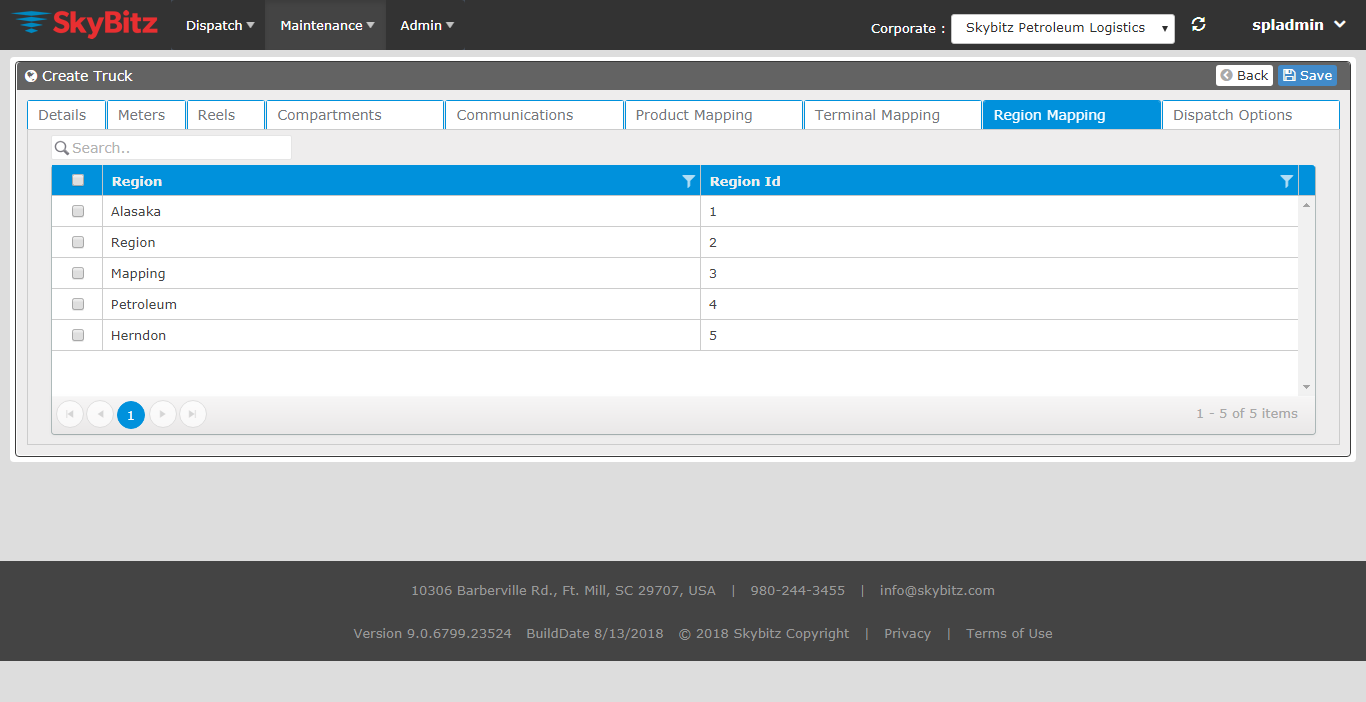 SkyBitz Dispatch Maintenance Admin Corporate : Skybitz Petroleum Logistics spladmin
Create Truck Back Save
Details Meters Reels Compartments Communications Product Mapping Terminal Mapping Region Mapping Dispatch Options
Search..
Region Region Id
Alasaka 1
Region 2
Mapping 3
Petroleum 4
Herndon 5
1 1 - 5 of 5 items
10306 Barberville Rd., Ft. Mill, SC 29707, USA | 980-244-3455 | info@skybitz.com
Version 9.0.6799.23524 BuildDate 8/13/2018 © 2018 Skybitz Copyright | Privacy | Terms of Use